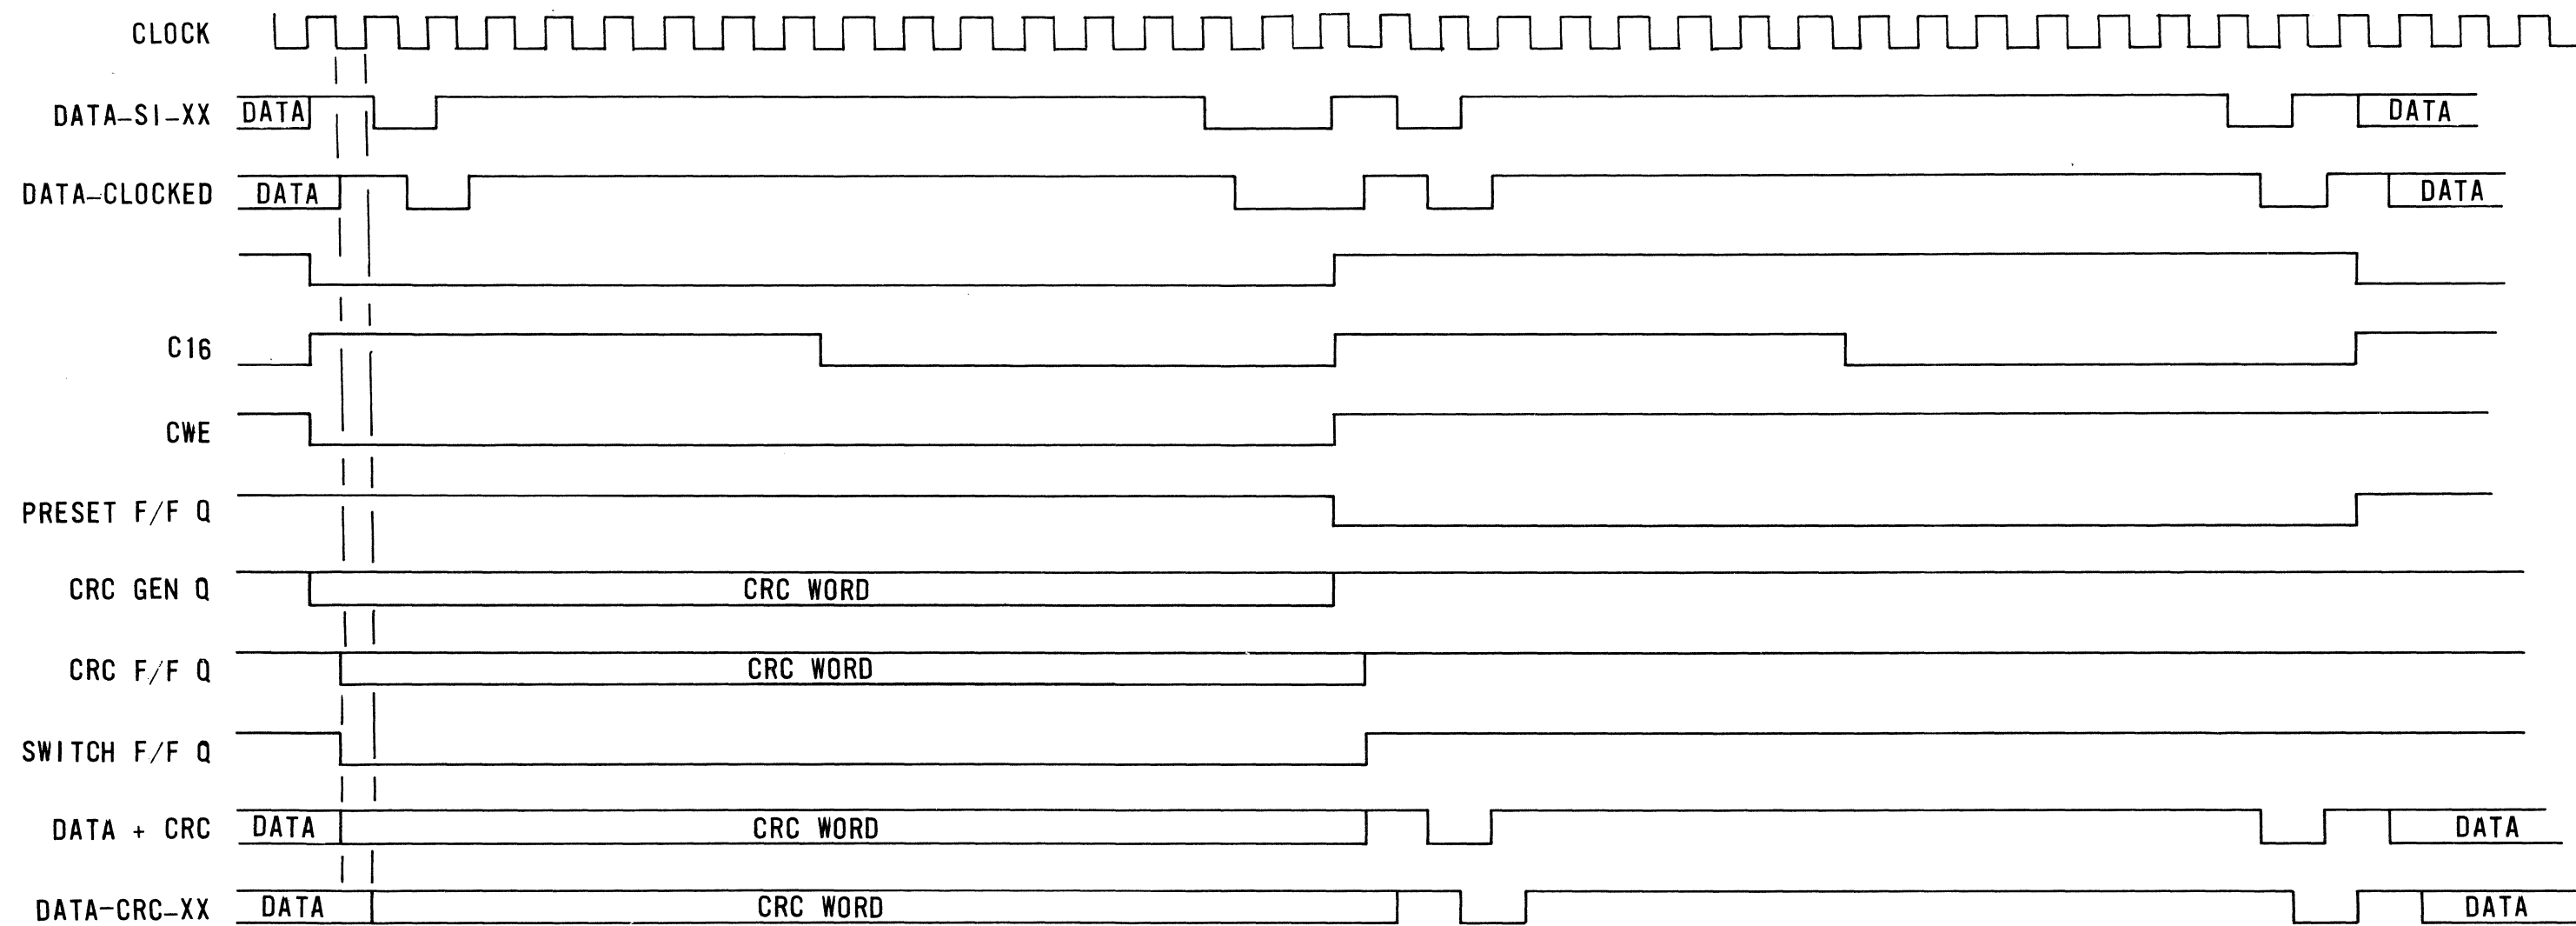 CLOCK
DATA-SI-XX DATA DATA
DATA-CLOCKED DATA DATA
C16
CWE
PRESET F/F Q
CRC GEN Q CRC WORD
CRC F/F Q CRC WORD
SWITCH F/F Q
DATA + CRC DATA CRC WORD DATA
DATA-CRC-XX DATA CRC WORD DATA